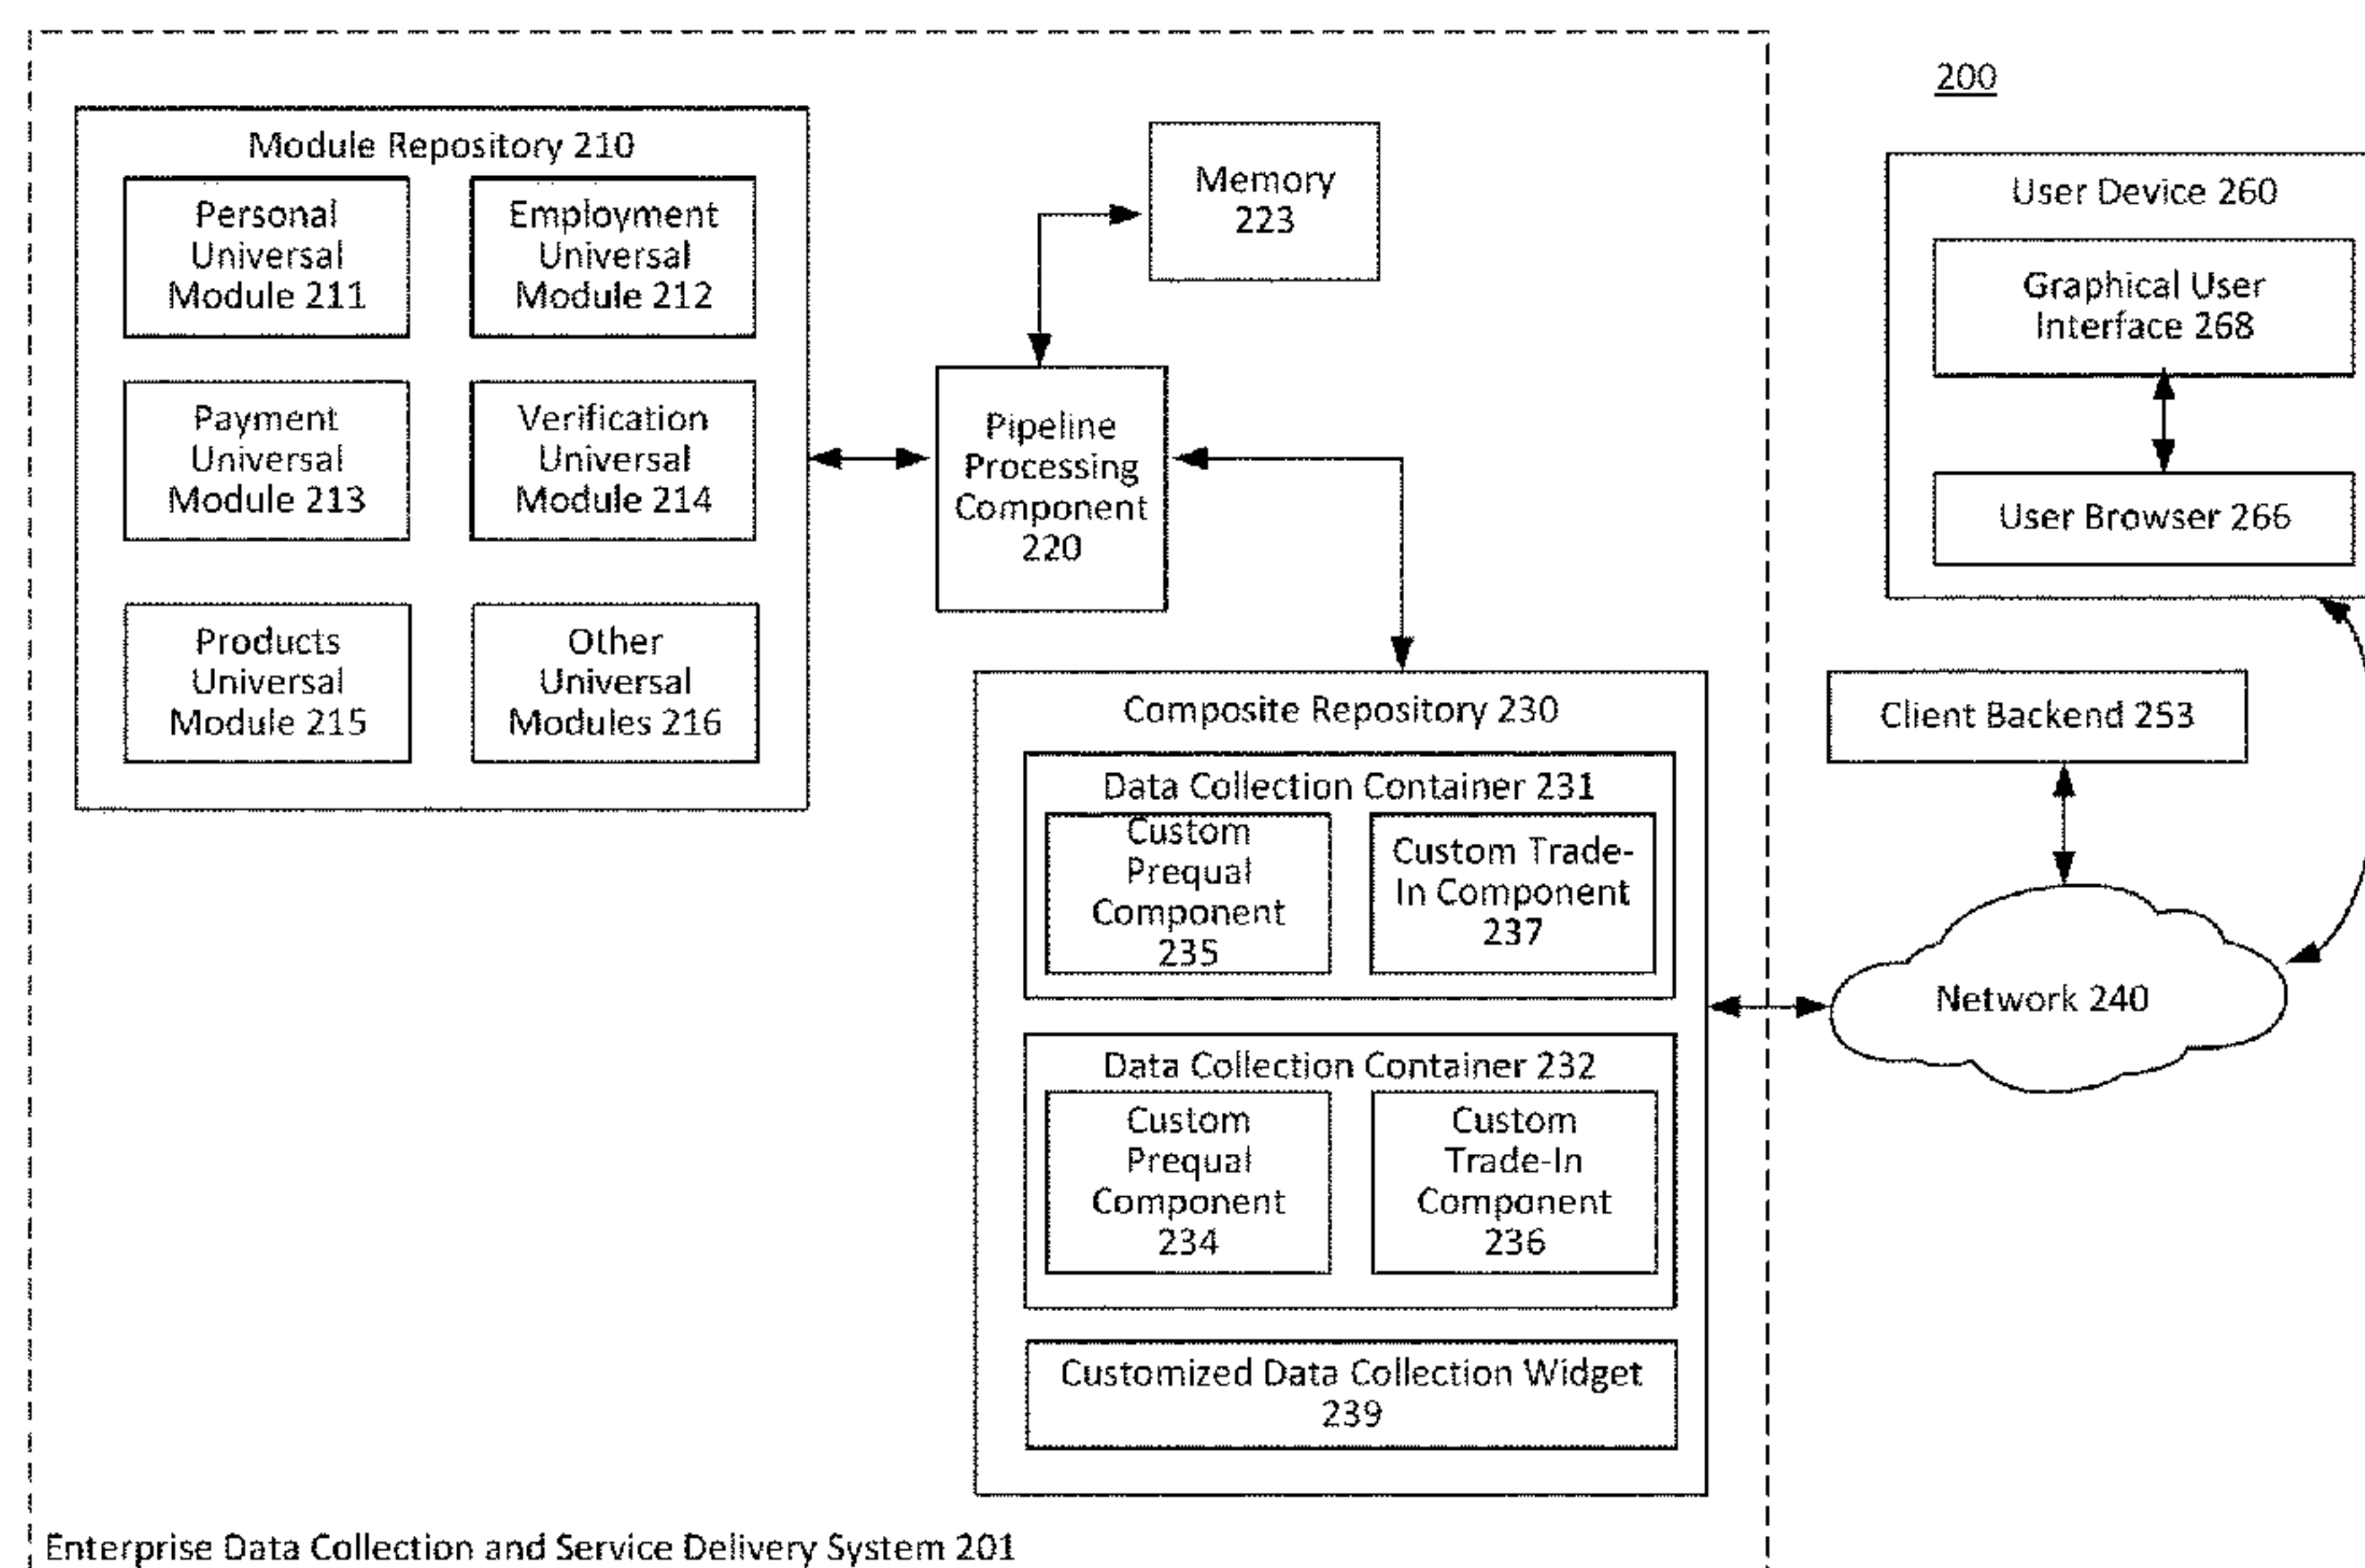 200
Module Repository 210
Personal
Universal
Module 211
Employment
Universal
Module 212
Payment
Universal
Module 213
Verification
Universal
Module 214
Products
Universal
Module 215
Other
Universal
Modules 216
Memory
223
Pipeline
Processing
Component
220
Composite Repository 230
Data Collection Container 231
Custom
Prequal
Component
235
Custom Trade-
In Component
237
Data Collection Container 232
Custom
Prequal
Component
234
Custom
Trade-In
Component
236
Customized Data Collection Widget
239
User Device 260
Graphical User
Interface 268
User Browser 266
Client Backend 253
Network 240
Enterprise Data Collection and Service Delivery System 201